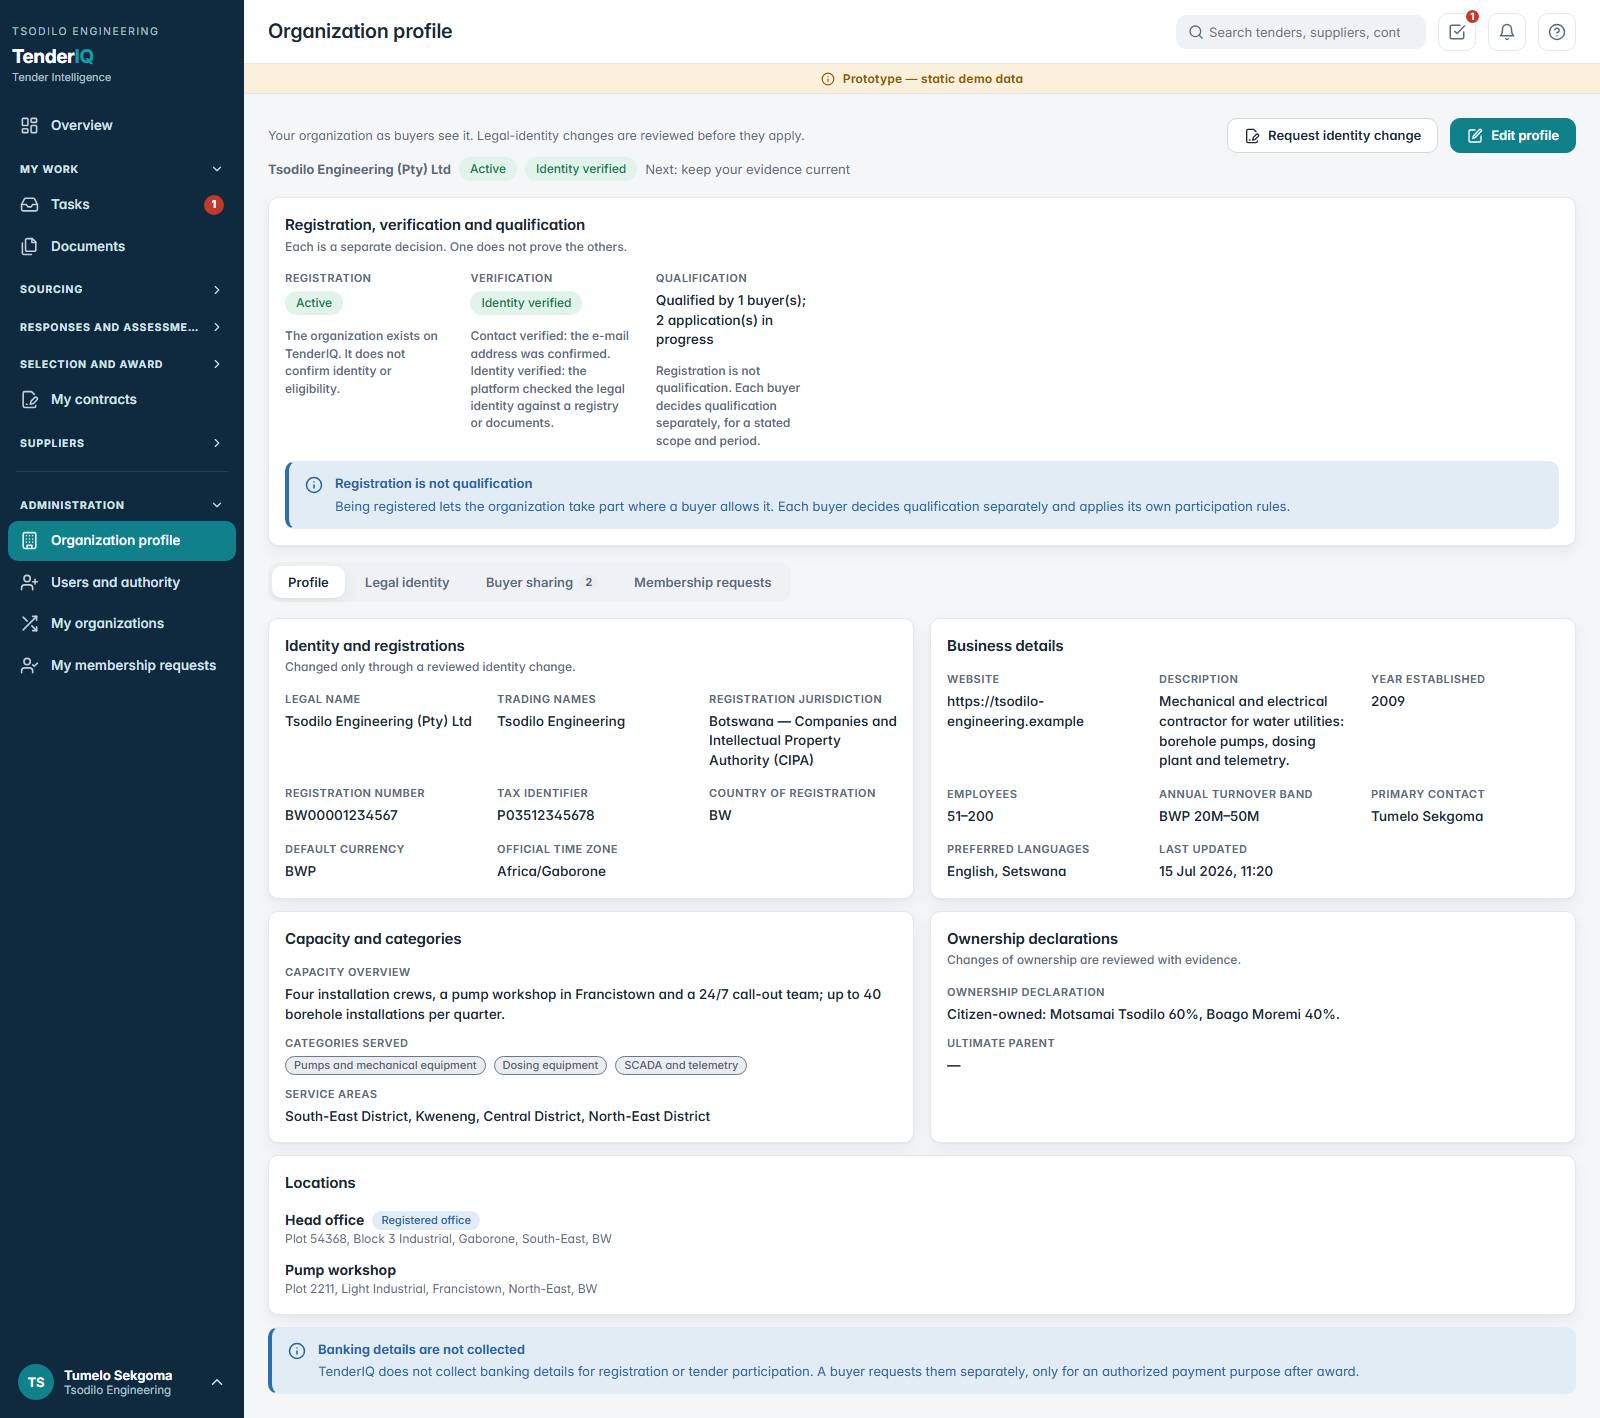 TSODILO ENGINEERING
TenderIQ
Tender Intelligence
Overview
MY WORK
Tasks
1
Documents
SOURCING
RESPONSES AND ASSESSME...
SELECTION AND AWARD
My contracts
SUPPLIERS
ADMINISTRATION
Organization profile
Users and authority
My organizations
My membership requests
TS
Tumelo Sekgoma
Tsodilo Engineering
Organization profile
Search tenders, suppliers, cont
1
Prototype — static demo data
Your organization as buyers see it. Legal-identity changes are reviewed before they apply.
Request identity change
Edit profile
Tsodilo Engineering (Pty) Ltd
Active
Identity verified
Next: keep your evidence current
Registration, verification and qualification
Each is a separate decision. One does not prove the others.
REGISTRATION
Active
The organization exists on
TenderIQ. It does not
confirm identity or
eligibility.
VERIFICATION
Identity verified
Contact verified: the e-mail
address was confirmed.
Identity verified: the
platform checked the legal
identity against a registry
or documents.
QUALIFICATION
Qualified by 1 buyer(s);
2 application(s) in
progress
Registration is not
qualification. Each buyer
decides qualification
separately, for a stated
scope and period.
Registration is not qualification
Being registered lets the organization take part where a buyer allows it. Each buyer decides qualification separately and applies its own participation rules.
Profile
Legal identity
Buyer sharing 2
Membership requests
Identity and registrations
Changed only through a reviewed identity change.
LEGAL NAME
Tsodilo Engineering (Pty) Ltd
TRADING NAMES
Tsodilo Engineering
REGISTRATION JURISDICTION
Botswana — Companies and
Intellectual Property
Authority (CIPA)
REGISTRATION NUMBER
BW00001234567
TAX IDENTIFIER
P03512345678
COUNTRY OF REGISTRATION
BW
DEFAULT CURRENCY
BWP
OFFICIAL TIME ZONE
Africa/Gaborone
Business details
WEBSITE
https://tsodilo-
engineering.example
DESCRIPTION
Mechanical and electrical
contractor for water utilities:
borehole pumps, dosing
plant and telemetry.
YEAR ESTABLISHED
2009
EMPLOYEES
51–200
ANNUAL TURNOVER BAND
BWP 20M–50M
PRIMARY CONTACT
Tumelo Sekgoma
PREFERRED LANGUAGES
English, Setswana
LAST UPDATED
15 Jul 2026, 11:20
Capacity and categories
CAPACITY OVERVIEW
Four installation crews, a pump workshop in Francistown and a 24/7 call-out team; up to 40
borehole installations per quarter.
CATEGORIES SERVED
Pumps and mechanical equipment
Dosing equipment
SCADA and telemetry
SERVICE AREAS
South-East District, Kweneng, Central District, North-East District
Ownership declarations
Changes of ownership are reviewed with evidence.
OWNERSHIP DECLARATION
Citizen-owned: Motsamai Tsodilo 60%, Boago Moremi 40%.
ULTIMATE PARENT
—
Locations
Head office
Registered office
Plot 54368, Block 3 Industrial, Gaborone, South-East, BW
Pump workshop
Plot 2211, Light Industrial, Francistown, North-East, BW
Banking details are not collected
TenderIQ does not collect banking details for registration or tender participation. A buyer requests them separately, only for an authorized payment purpose after award.